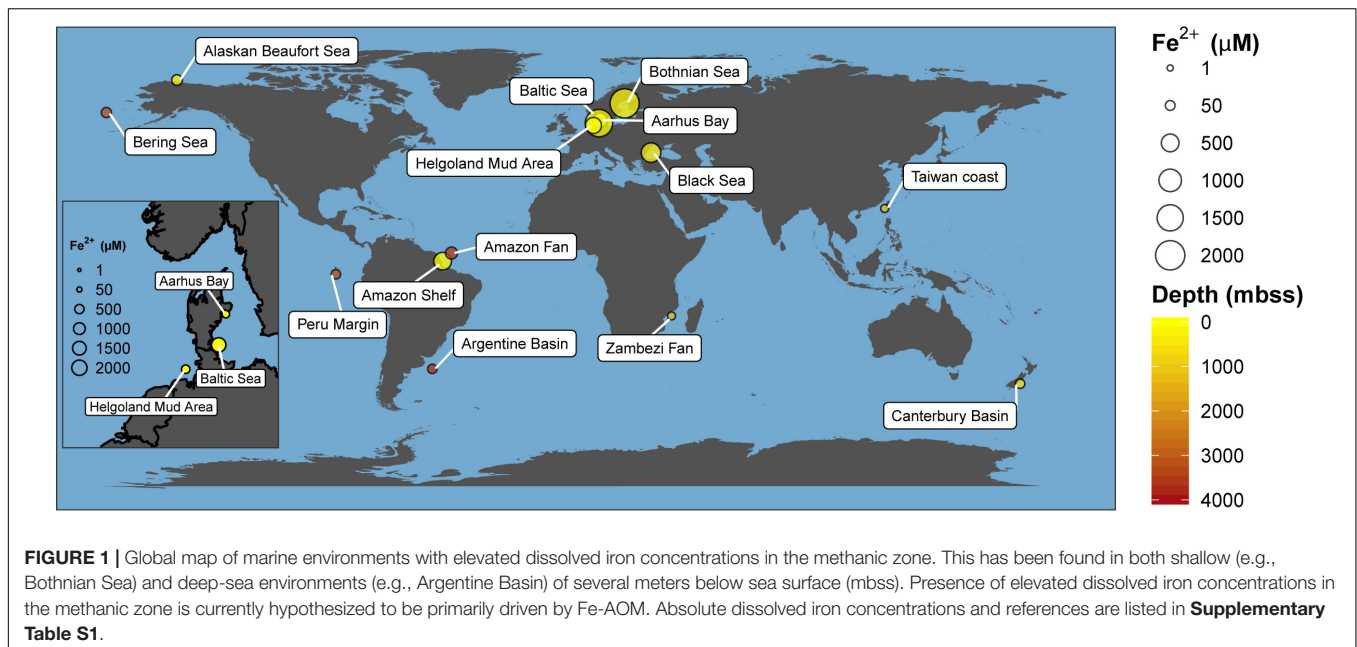 Alaskan Beaufort Sea
Bering Sea
Bothnian Sea
Baltic Sea
Aarhus Bay
Helgoland Mud Area
Black Sea
Taiwan coast
Amazon Fan
Amazon Shelf
Peru Margin
Argentine Basin
Zambezi Fan
Canterbury Basin
Fe²⁺ (µM)
1
50
500
1000
1500
2000
Aarhus Bay
Baltic Sea
Helgoland Mud Area
Fe²⁺ (µM)
1
50
500
1000
1500
2000
Depth (mbss)
0
1000
2000
3000
4000
FIGURE 1 | Global map of marine environments with elevated dissolved iron concentrations in the methanic zone. This has been found in both shallow (e.g.,
Bothnian Sea) and deep-sea environments (e.g., Argentine Basin) of several meters below sea surface (mbss). Presence of elevated dissolved iron concentrations in
the methanic zone is currently hypothesized to be primarily driven by Fe-AOM. Absolute dissolved iron concentrations and references are listed in Supplementary
Table S1.